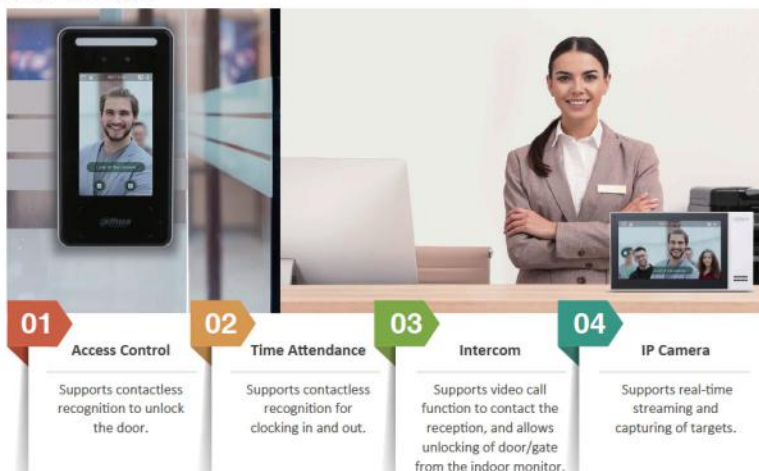 alhua
01
Access Control
Supports contactless
recognition to unlock
the door.
02
Time Attendance
Supports contactless
recognition for
clocking in and out.
03
Intercom
Supports video call
function to contact the
reception, and allows
unlocking of door/gate
from the indoor monitor.
04
IP Camera
Supports real-time
streaming and
capturing of targets.